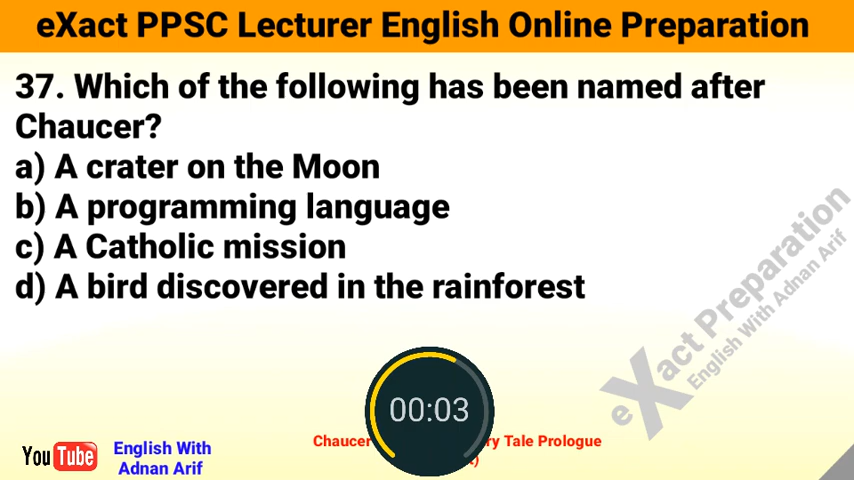 eXact PPSC Lecturer English Online Preparation
37. Which of the following has been named after
Chaucer?
a) A crater on the Moon
b) A programming language
c) A Catholic mission
d) A bird discovered in the rainforest
eXact Preparation
English With Adnan Arif
00:03
YouTube
English With
Adnan Arif
Chaucer ry Tale Prologue
)